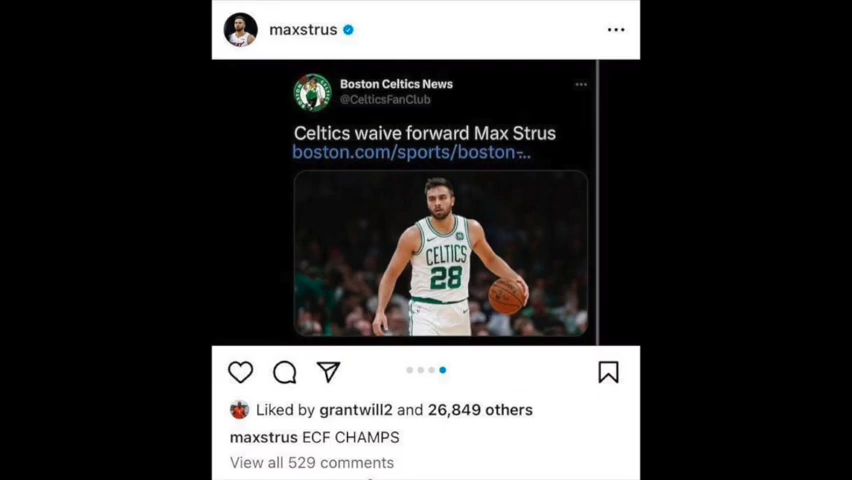 maxstrus
Boston Celtics News
@CelticsFanClub
Celtics waive forward Max Strus
boston.com/sports/boston-...
CELTICS
28
Liked by grantwill2 and 26,849 others
maxstrus ECF CHAMPS
View all 529 comments